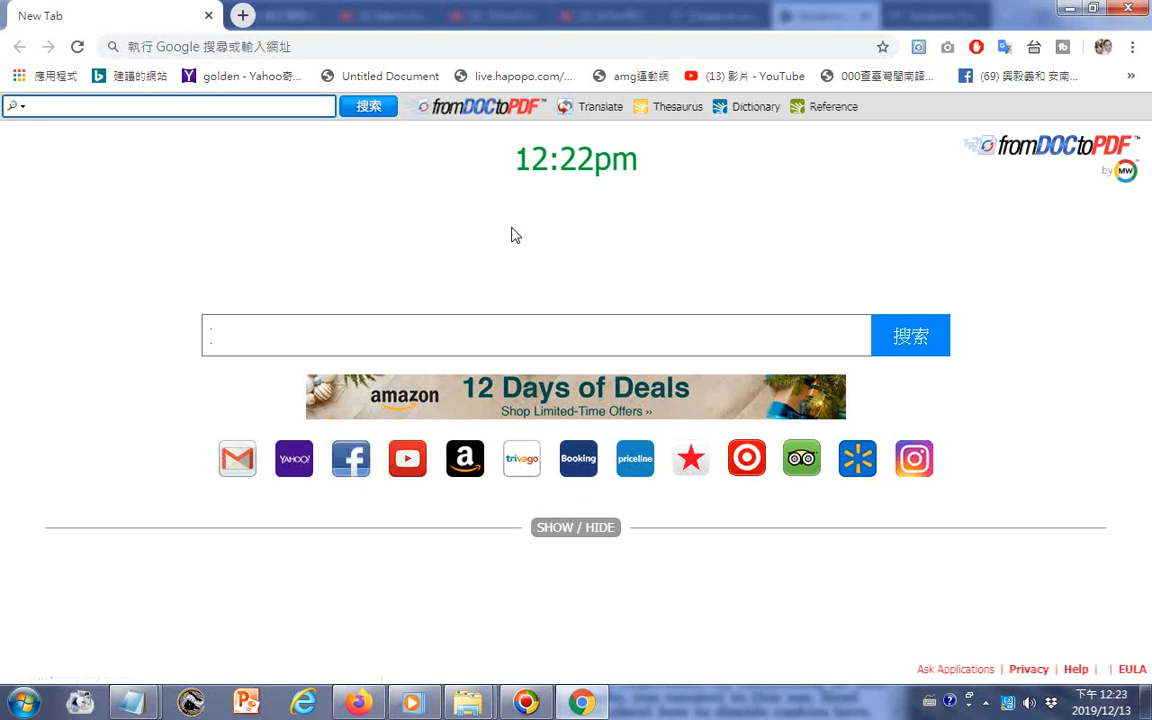 New Tab
執行 Google 搜尋或輸入網址
應用程式
建議的網站
golden - Yahoo奇...
Untitled Document
live.hapopo.com/...
amg運動網
(13) 影片 - YouTube
000查臺灣閩南語...
(69) 興毅義和 安南...
搜索
fromDOCtoPDF™
Translate
Thesaurus
Dictionary
Reference
12:22pm
fromDOCtoPDF™
by MW
搜索
amazon
12 Days of Deals
Shop Limited-Time Offers ››
YAHOO!
trivago
Booking
priceline
SHOW / HIDE
Ask Applications | Privacy | Help | | EULA
下午 12:23
2019/12/13